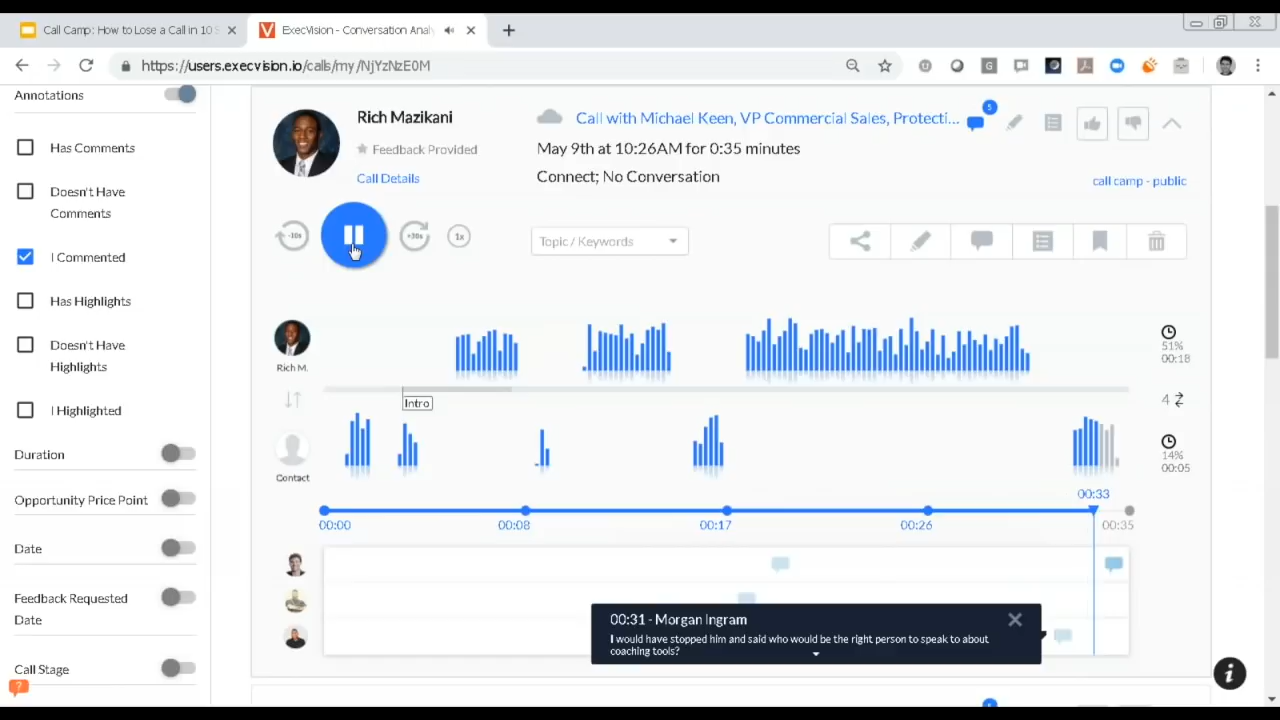 Call Camp: How to Lose a Call in 10 S
ExecVision - Conversation Analy
https://users.execvision.io/calls/my/NjYzNzE0M
Annotations
Has Comments
Doesn't Have
Comments
I Commented
Has Highlights
Doesn't Have
Highlights
I Highlighted
Duration
Opportunity Price Point
Date
Feedback Requested
Date
Call Stage
?
Rich Mazikani
Feedback Provided
Call Details
Call with Michael Keen, VP Commercial Sales, Protecti...
5
May 9th at 10:26AM for 0:35 minutes
Connect; No Conversation
call camp - public
-10s
+30s
1x
Topic / Keywords
Rich M.
51%
00:18
Intro
4
Contact
14%
00:05
00:33
00:00
00:08
00:17
00:26
00:35
00:31 - Morgan Ingram
I would have stopped him and said who would be the right person to speak to about
coaching tools?
i